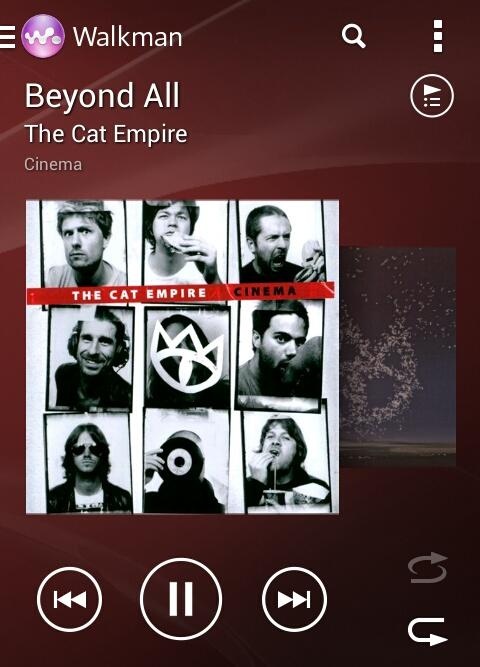 Walkman
Beyond All
The Cat Empire
Cinema
THE CAT EMPIRE CINEMA